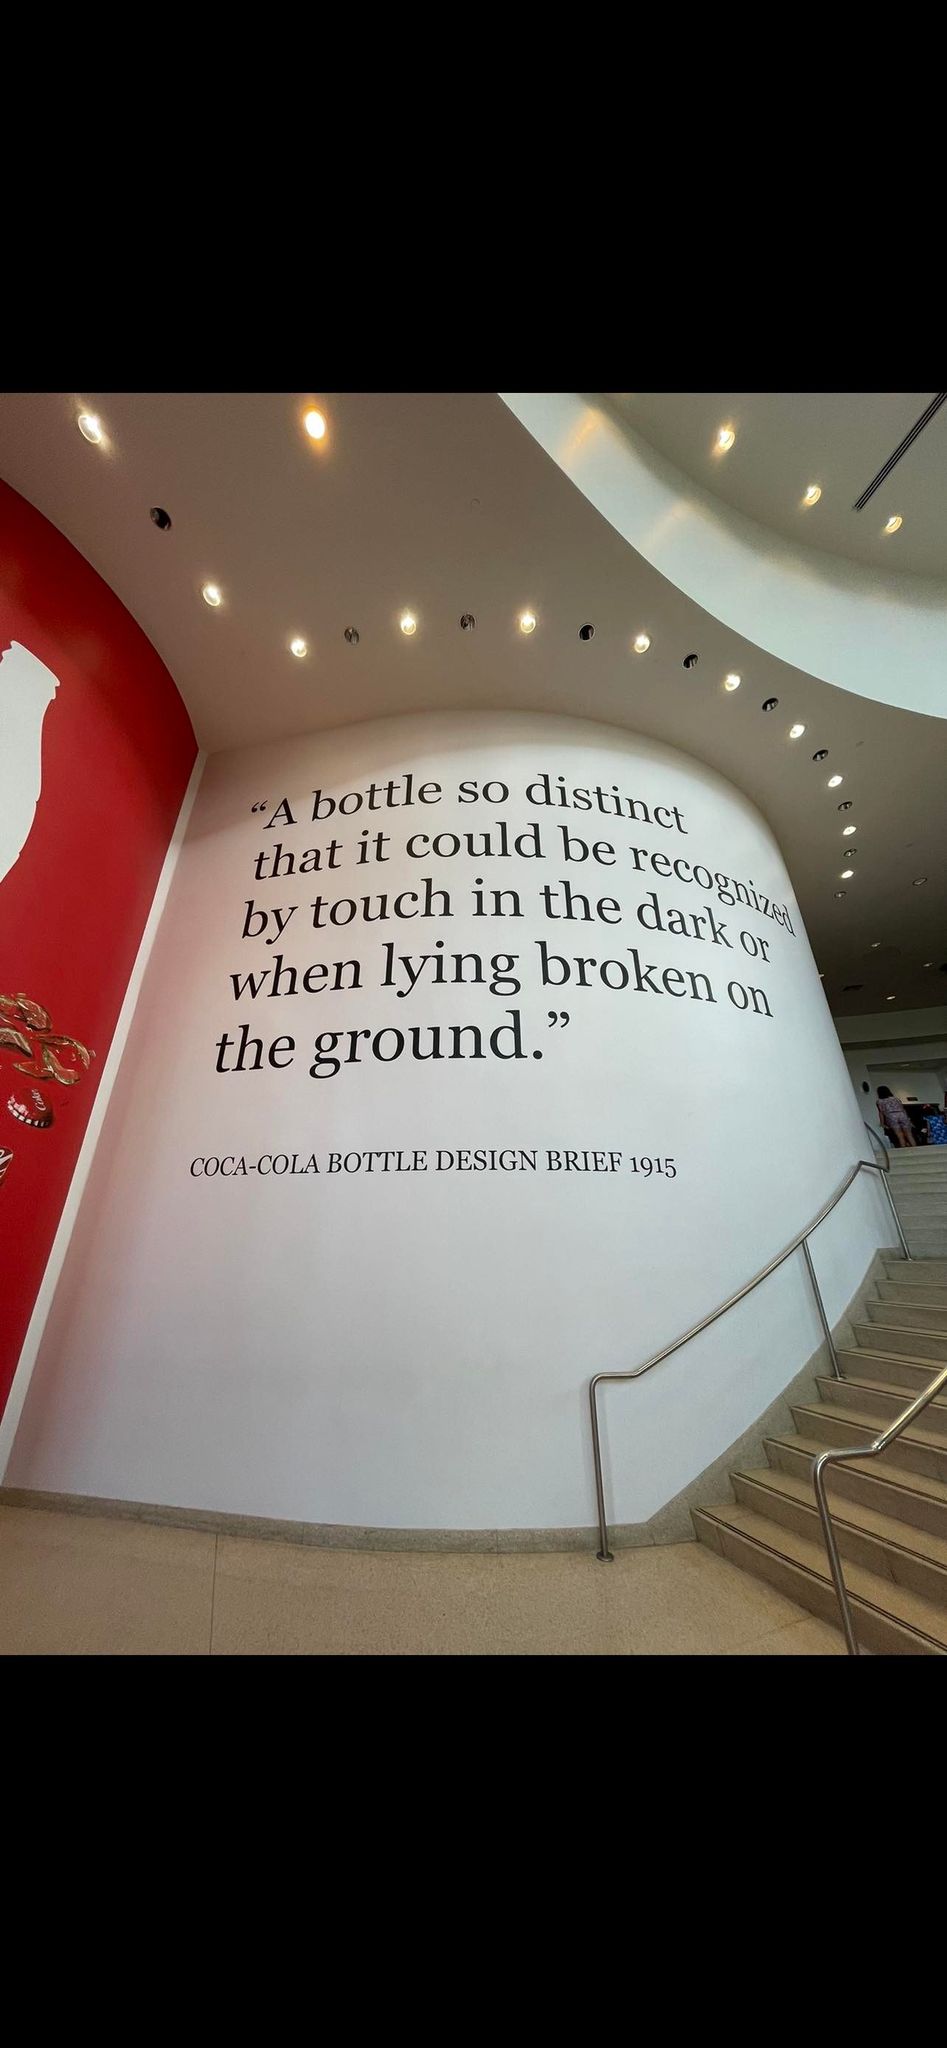 “A bottle so distinct
that it could be recognized
by touch in the dark or
when lying broken on
the ground.”
COCA-COLA BOTTLE DESIGN BRIEF 1915
Coke